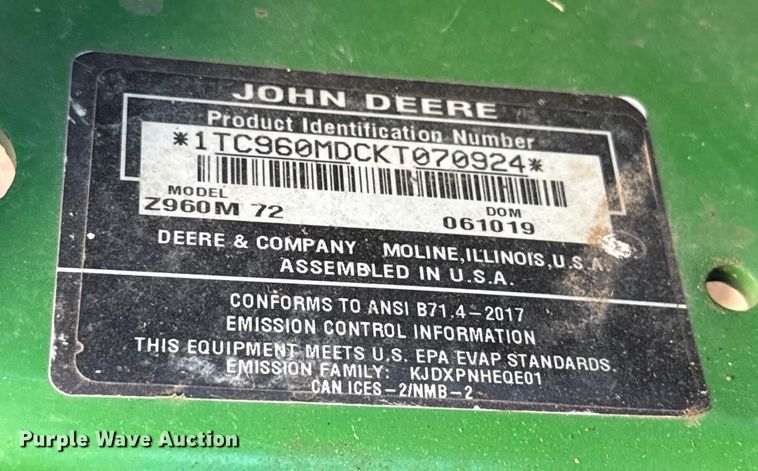 JOHN DEERE
Product Identification Number
*1TC960MDCKT070924*
MODEL DOM
Z960M 72 061019
DEERE & COMPANY MOLINE, ILLINOIS, U.S.A.
ASSEMBLED IN U.S.A.
CONFORMS TO ANSI B71.4-2017
EMISSION CONTROL INFORMATION
THIS EQUIPMENT MEETS U.S. EPA EVAP STANDARDS.
EMISSION FAMILY: KJDXPNHEQE01
CAN ICES-2/NMB-2
Purple Wave Auction